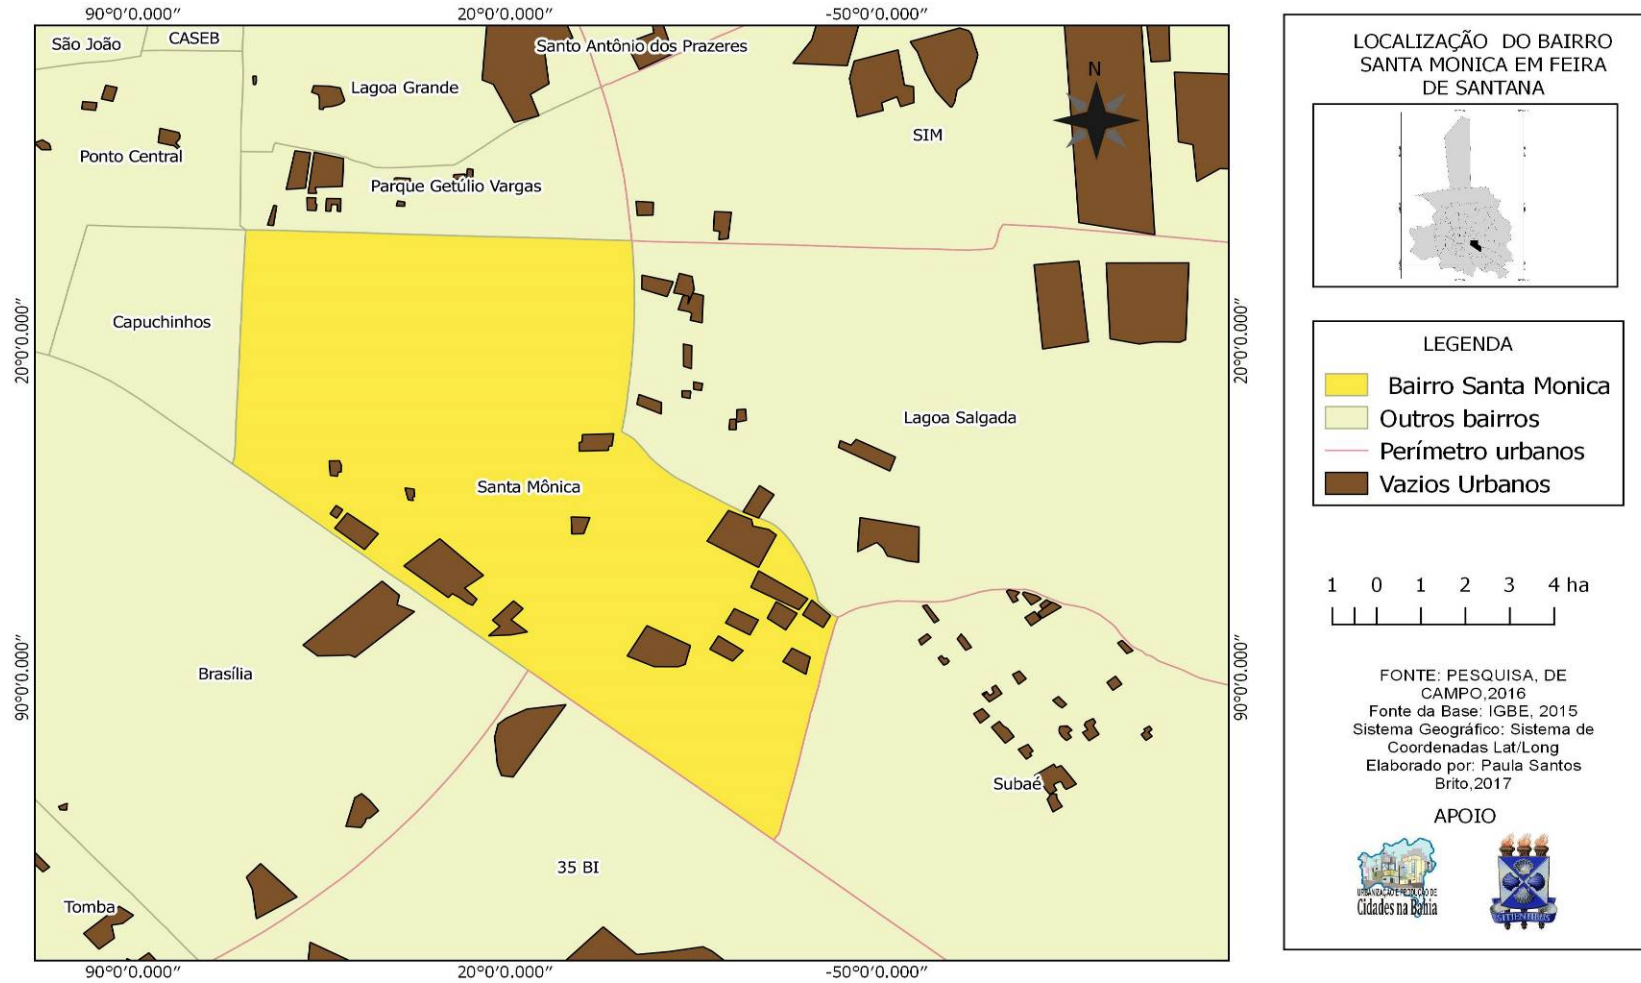 90°0′0.000″
20°0′0.000″
-50°0′0.000″
São João
CASEB
Santo Antônio dos Prazeres
Lagoa Grande
N
SIM
Ponto Central
Parque Getúlio Vargas
Capuchinhos
20°0′0.000″
20°0′0.000″
Lagoa Salgada
Santa Mônica
Brasília
90°0′0.000″
90°0′0.000″
Subaé
35 BI
Tomba
90°0′0.000″
20°0′0.000″
-50°0′0.000″
LOCALIZAÇÃO DO BAIRRO
SANTA MONICA EM FEIRA
DE SANTANA
LEGENDA
Bairro Santa Monica
Outros bairros
Perímetro urbanos
Vazios Urbanos
1 0 1 2 3 4 ha
FONTE: PESQUISA, DE
CAMPO,2016
Fonte da Base: IGBE, 2015
Sistema Geográfico: Sistema de
Coordenadas Lat/Long
Elaborado por: Paula Santos
Brito,2017
APOIO
URBANIZAÇÃO E PRODUÇÃO DE
Cidades na Bahia
SITIENTIBUS